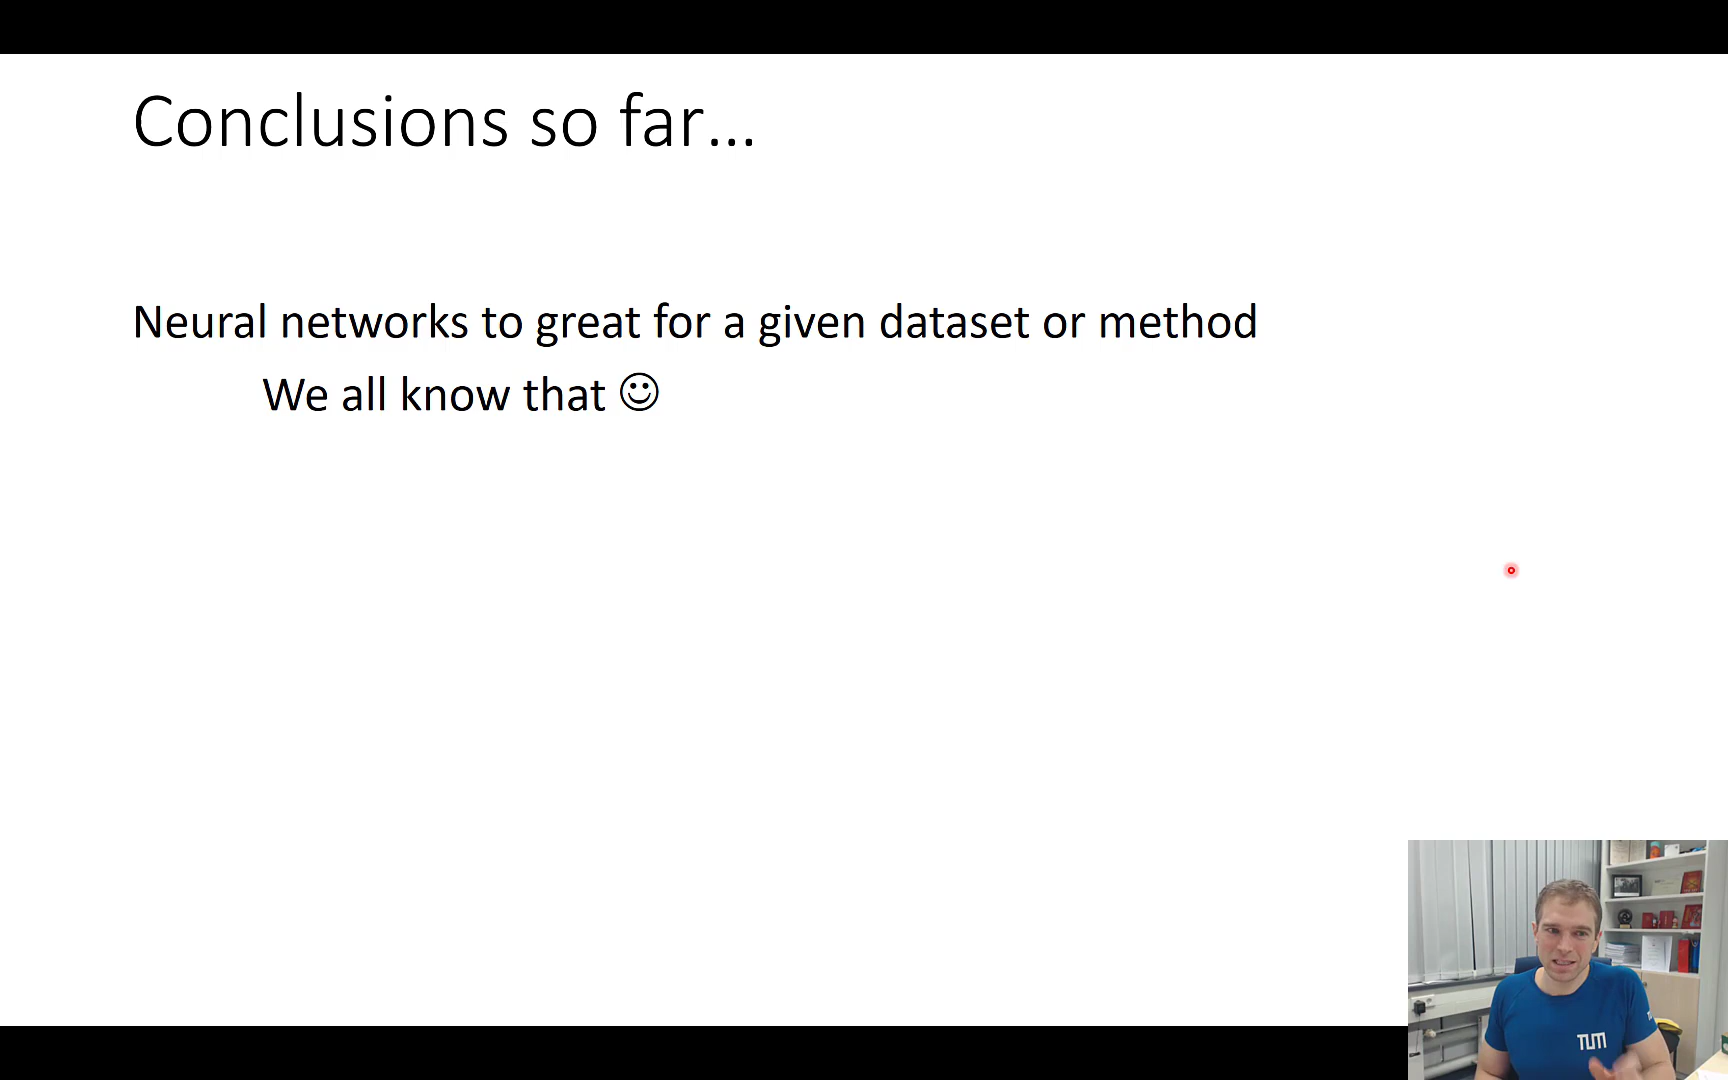 Conclusions so far...
Neural networks to great for a given dataset or method
We all know that ☺
TUM